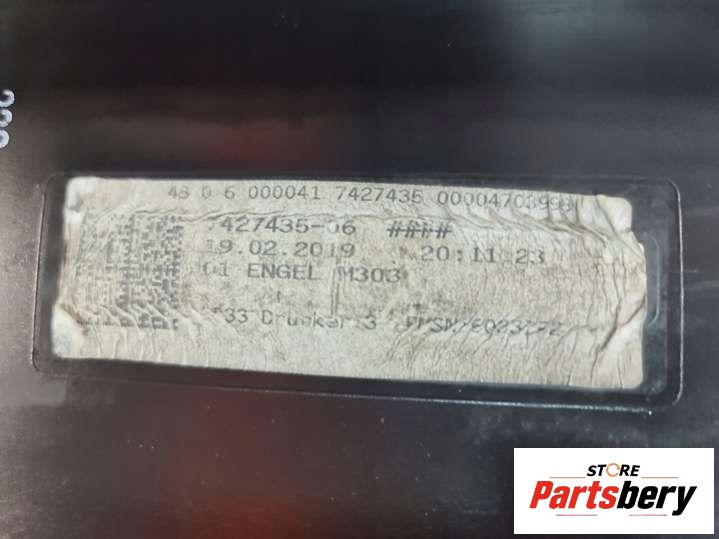 48 0 6 000041 7427435
7427435-06 ####
19.02.2019 20:11:23
01 ENGEL M303
Drucker 3
STORE
Partsbery